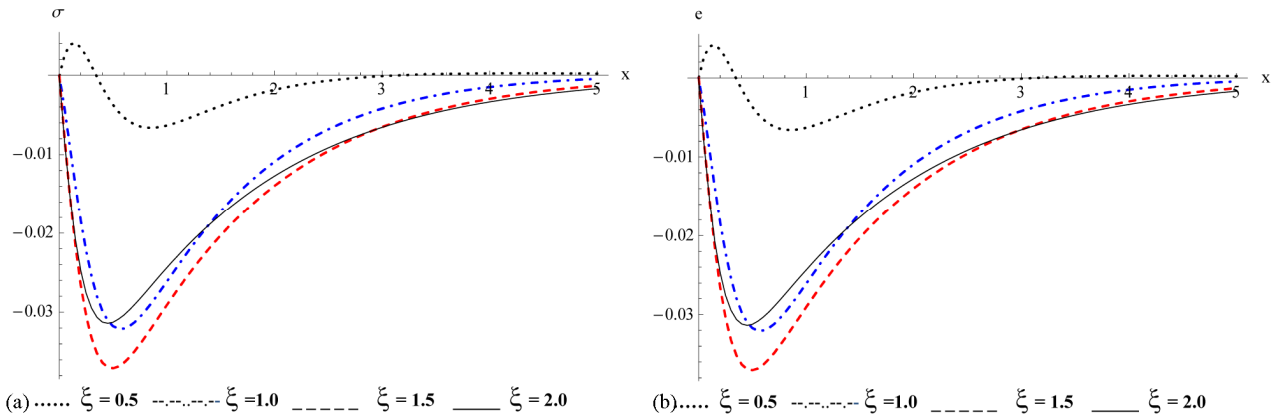 σ
x
1
2
3
4
5
−0.01
−0.02
−0.03
(a) ...... ξ = 0.5 --.--..--.-- ξ =1.0 _ _ _ _ _ ξ = 1.5 ____ ξ = 2.0
e
x
1
2
3
4
5
−0.01
−0.02
−0.03
(b)...... ξ = 0.5 --.--..--.-- ξ =1.0 _ _ _ _ _ ξ = 1.5 ____ ξ = 2.0